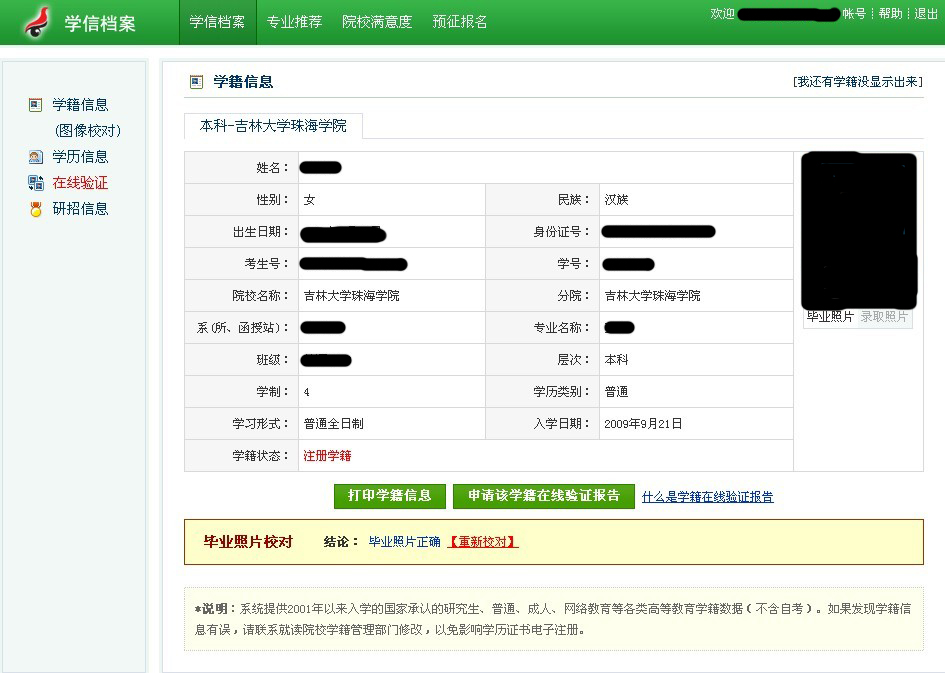 学信档案 学信档案 专业推荐 院校满意度 预征报名 欢迎 帐号 | 帮助 | 退出
学籍信息
(图像校对)
学历信息
在线验证
研招信息
学籍信息 [我还有学籍没显示出来]
本科-吉林大学珠海学院
姓名：
性别： 女 民族： 汉族
出生日期： 身份证号：
考生号： 学号：
院校名称： 吉林大学珠海学院 分院： 吉林大学珠海学院
系(所、函授站)： 专业名称：
班级： 层次： 本科
学制： 4 学历类别： 普通
学习形式： 普通全日制 入学日期： 2009年9月21日
学籍状态： 注册学籍
毕业照片 录取照片
打印学籍信息 申请该学籍在线验证报告 什么是学籍在线验证报告
毕业照片校对 结论： 毕业照片正确 【重新校对】
*说明：系统提供2001年以来入学的国家承认的研究生、普通、成人、网络教育等各类高等教育学籍数据（不含自考）。如果发现学籍信
息有误，请联系就读院校学籍管理部门修改，以免影响学历证书电子注册。